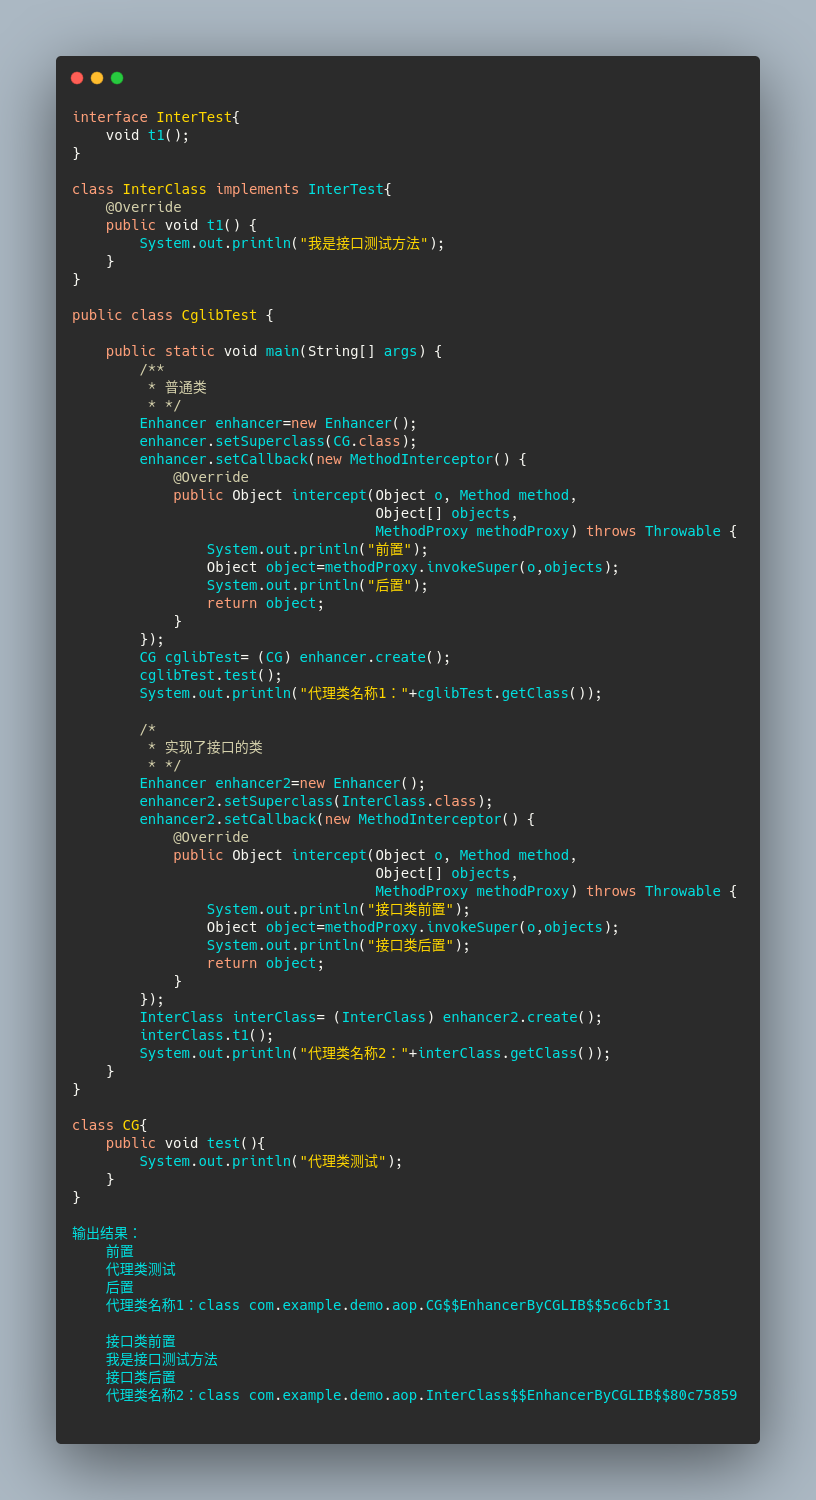 interface InterTest{
    void t1();
}

class InterClass implements InterTest{
    @Override
    public void t1() {
        System.out.println("我是接口测试方法");
    }
}

public class CglibTest {

    public static void main(String[] args) {
        /**
         * 普通类
         * */
        Enhancer enhancer=new Enhancer();
        enhancer.setSuperclass(CG.class);
        enhancer.setCallback(new MethodInterceptor() {
            @Override
            public Object intercept(Object o, Method method,
                                    Object[] objects,
                                    MethodProxy methodProxy) throws Throwable {
                System.out.println("前置");
                Object object=methodProxy.invokeSuper(o,objects);
                System.out.println("后置");
                return object;
            }
        });
        CG cglibTest= (CG) enhancer.create();
        cglibTest.test();
        System.out.println("代理类名称1："+cglibTest.getClass());

        /*
         * 实现了接口的类
         * */
        Enhancer enhancer2=new Enhancer();
        enhancer2.setSuperclass(InterClass.class);
        enhancer2.setCallback(new MethodInterceptor() {
            @Override
            public Object intercept(Object o, Method method,
                                    Object[] objects,
                                    MethodProxy methodProxy) throws Throwable {
                System.out.println("接口类前置");
                Object object=methodProxy.invokeSuper(o,objects);
                System.out.println("接口类后置");
                return object;
            }
        });
        InterClass interClass= (InterClass) enhancer2.create();
        interClass.t1();
        System.out.println("代理类名称2："+interClass.getClass());
    }
}

class CG{
    public void test(){
        System.out.println("代理类测试");
    }
}

输出结果：
    前置
    代理类测试
    后置
    代理类名称1：class com.example.demo.aop.CG$$EnhancerByCGLIB$$5c6cbf31

    接口类前置
    我是接口测试方法
    接口类后置
    代理类名称2：class com.example.demo.aop.InterClass$$EnhancerByCGLIB$$80c75859